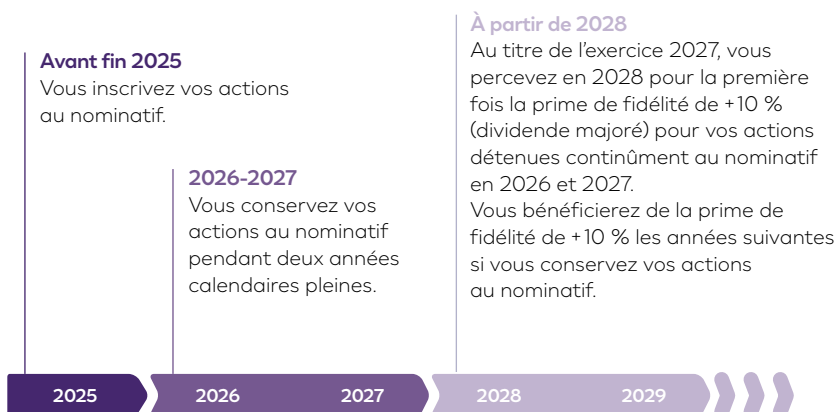 Avant fin 2025
Vous inscrivez vos actions
au nominatif.
2026-2027
Vous conservez vos
actions au nominatif
pendant deux années
calendaires pleines.
À partir de 2028
Au titre de l’exercice 2027, vous
percevez en 2028 pour la première
fois la prime de fidélité de +10 %
(dividende majoré) pour vos actions
détenues continûment au nominatif
en 2026 et 2027.
Vous bénéficierez de la prime de
fidélité de +10 % les années suivantes
si vous conservez vos actions
au nominatif.
2025 2026 2027 2028 2029